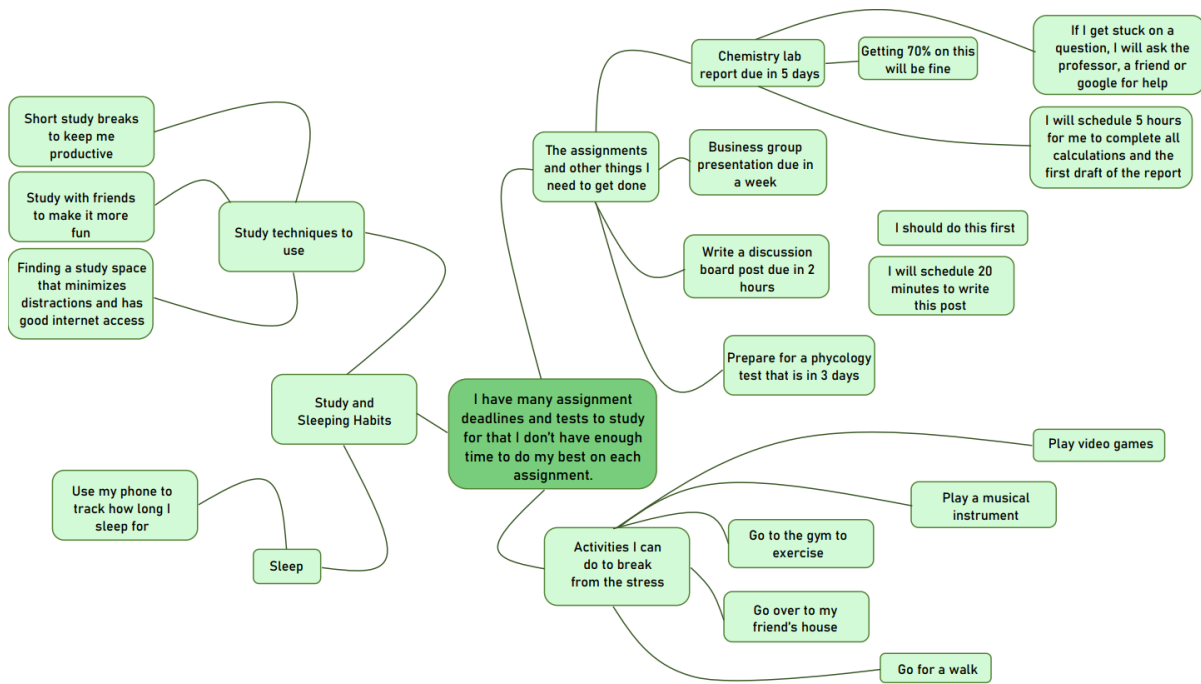 I have many assignment
deadlines and tests to study
for that I don't have enough
time to do my best on each
assignment.
The assignments
and other things I
need to get done
Chemistry lab
report due in 5 days
Getting 70% on this
will be fine
If I get stuck on a
question, I will ask the
professor, a friend or
google for help
I will schedule 5 hours
for me to complete all
calculations and the
first draft of the report
Business group
presentation due in
a week
Write a discussion
board post due in 2
hours
I should do this first
I will schedule 20
minutes to write
this post
Prepare for a phycology
test that is in 3 days
Activities I can
do to break
from the stress
Play video games
Play a musical
instrument
Go to the gym to
exercise
Go over to my
friend's house
Go for a walk
Study and
Sleeping Habits
Study techniques to
use
Short study breaks
to keep me
productive
Study with friends
to make it more
fun
Finding a study space
that minimizes
distractions and has
good internet access
Sleep
Use my phone to
track how long I
sleep for